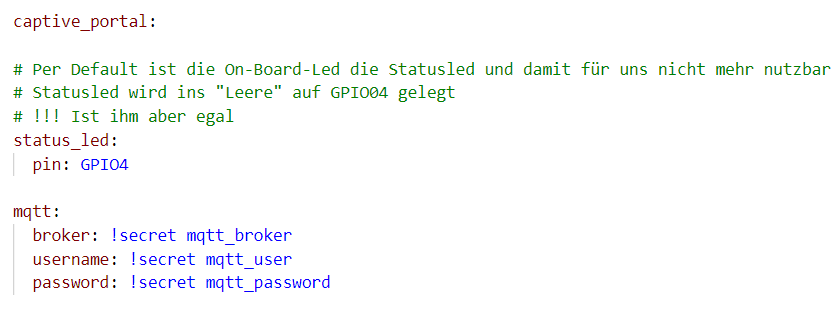 captive_portal:
# Per Default ist die On-Board-Led die Statusled und damit für uns nicht mehr nutzbar
# Statusled wird ins "Leere" auf GPIO04 gelegt
# !!! Ist ihm aber egal
status_led:
pin: GPIO4
mqtt:
broker: !secret mqtt_broker
username: !secret mqtt_user
password: !secret mqtt_password